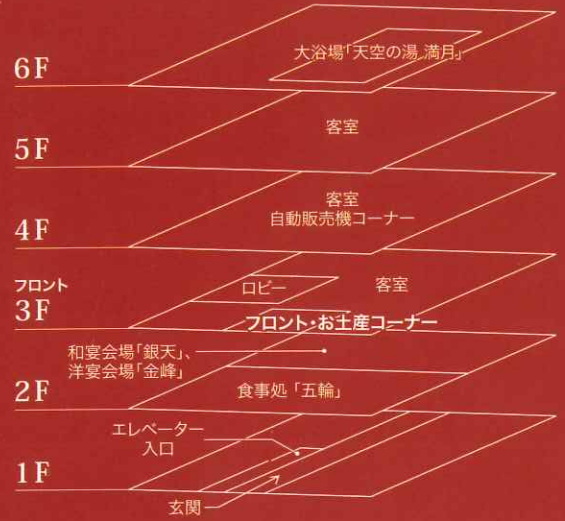 6F
大浴場「天空の湯 満月」
5F
客室
4F
客室
自動販売機コーナー
フロント
3F
ロビー
客室
フロント・お土産コーナー
和宴会場「銀天」、
洋宴会場「金峰」
2F
食事処「五輪」
エレベーター
入口
1F
玄関